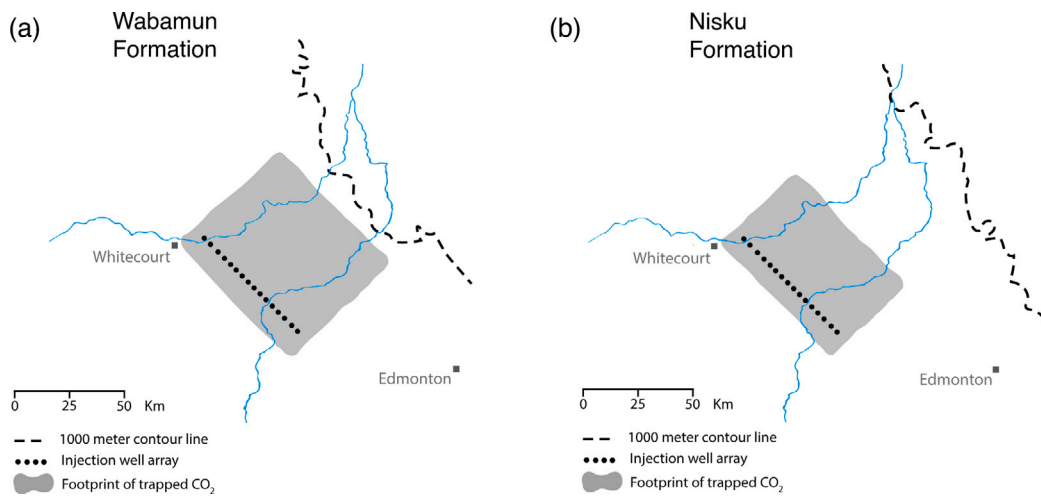 (a)
Wabamun
Formation
Whitecourt
Edmonton
0 25 50 Km
1000 meter contour line
Injection well array
Footprint of trapped CO₂
(b)
Nisku
Formation
Whitecourt
Edmonton
0 25 50 Km
1000 meter contour line
Injection well array
Footprint of trapped CO₂